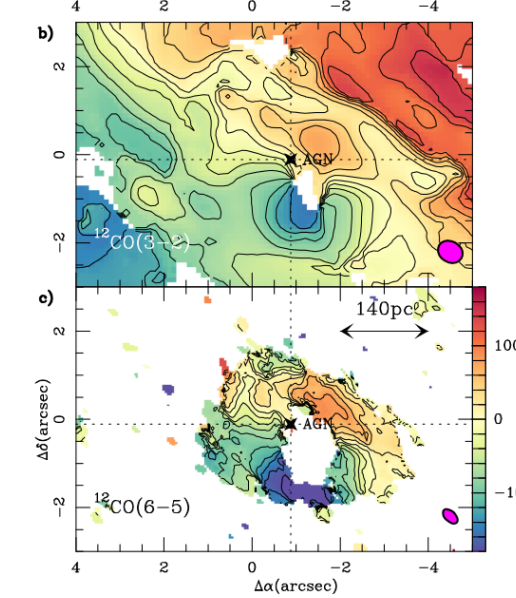 4 2 0 −2 −4
b)
2
0
AGN
−2
12CO(3−2)
c)
140pc
2
100
Δδ(arcsec)
0
AGN
0
−2
12CO(6−5)
4 2 0 −2 −4
Δα(arcsec)